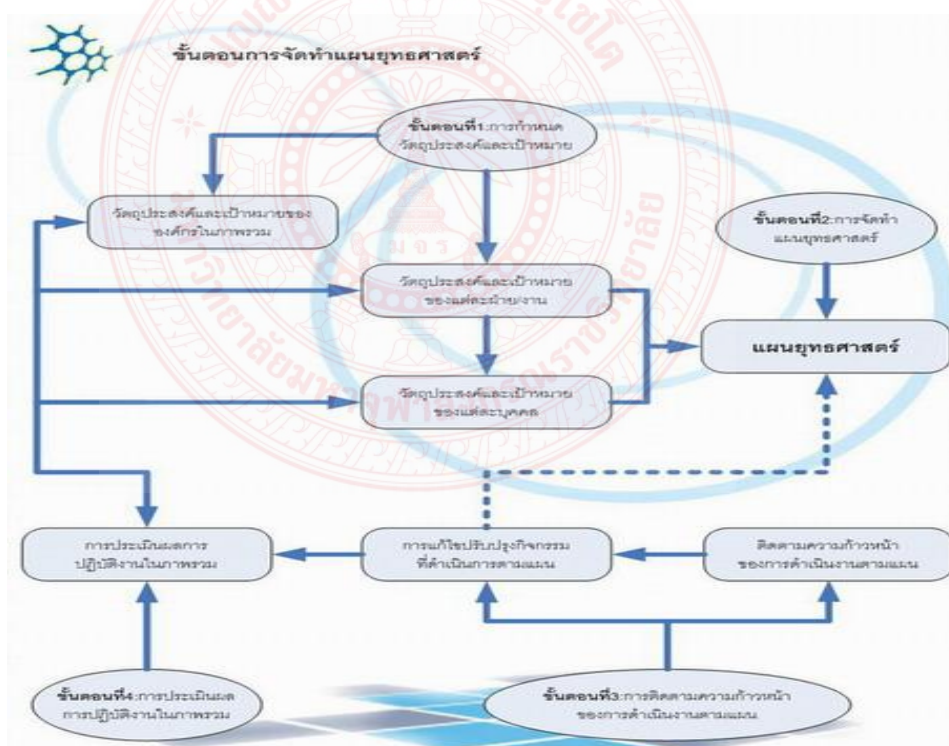 ขั้นตอนการจัดทำแผนยุทธศาสตร์
ขั้นตอนที่1:การกำหนด
วัตถุประสงค์และเป้าหมาย
วัตถุประสงค์และเป้าหมายของ
องค์กรในภาพรวม
ขั้นตอนที่2:การจัดทำ
แผนยุทธศาสตร์
วัตถุประสงค์และเป้าหมาย
ของแต่ละฝ่าย/งาน
แผนยุทธศาสตร์
วัตถุประสงค์และเป้าหมาย
ของแต่ละบุคคล
การประเมินผลการ
ปฏิบัติงานในภาพรวม
การแก้ไขปรับปรุงกิจกรรม
ที่ดำเนินการตามแผน
ติดตามความก้าวหน้า
ของการดำเนินงานตามแผน
ขั้นตอนที่4:การประเมินผล
การปฏิบัติงานในภาพรวม
ขั้นตอนที่3:การติดตามความก้าวหน้า
ของการดำเนินงานตามแผน
มจร